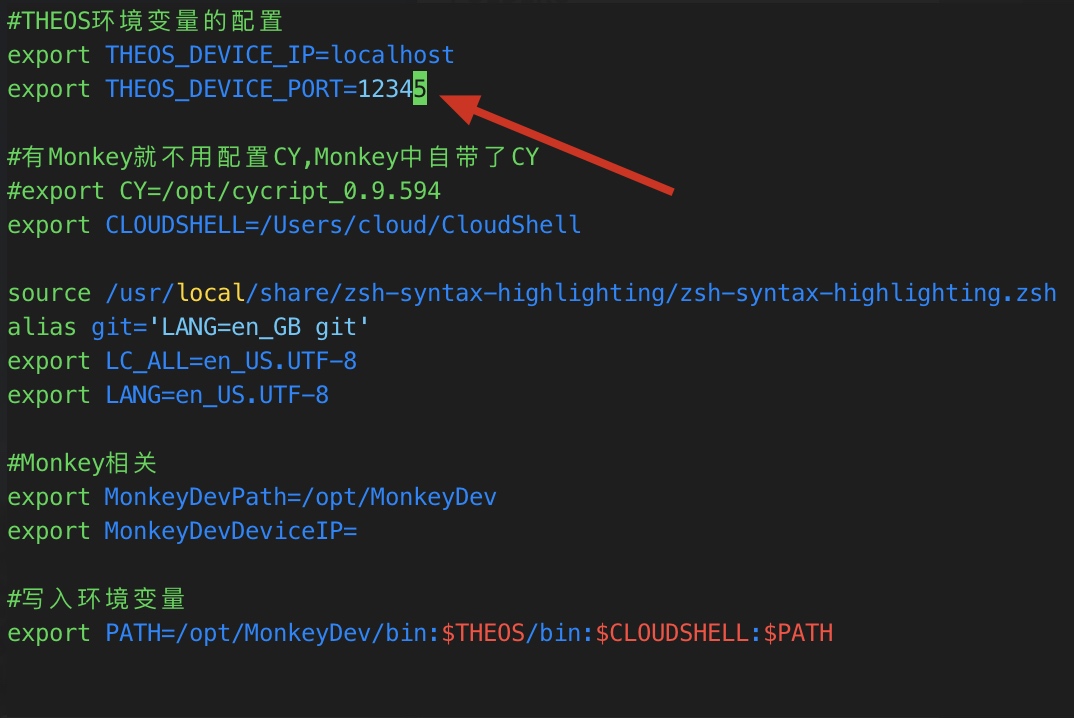 #THEOS环境变量的配置
export THEOS_DEVICE_IP=localhost
export THEOS_DEVICE_PORT=12345
#有Monkey就不用配置CY,Monkey中自带了CY
#export CY=/opt/cycript_0.9.594
export CLOUDSHELL=/Users/cloud/CloudShell
source /usr/local/share/zsh-syntax-highlighting/zsh-syntax-highlighting.zsh
alias git='LANG=en_GB git'
export LC_ALL=en_US.UTF-8
export LANG=en_US.UTF-8
#Monkey相关
export MonkeyDevPath=/opt/MonkeyDev
export MonkeyDevDeviceIP=
#写入环境变量
export PATH=/opt/MonkeyDev/bin:$THEOS/bin:$CLOUDSHELL:$PATH